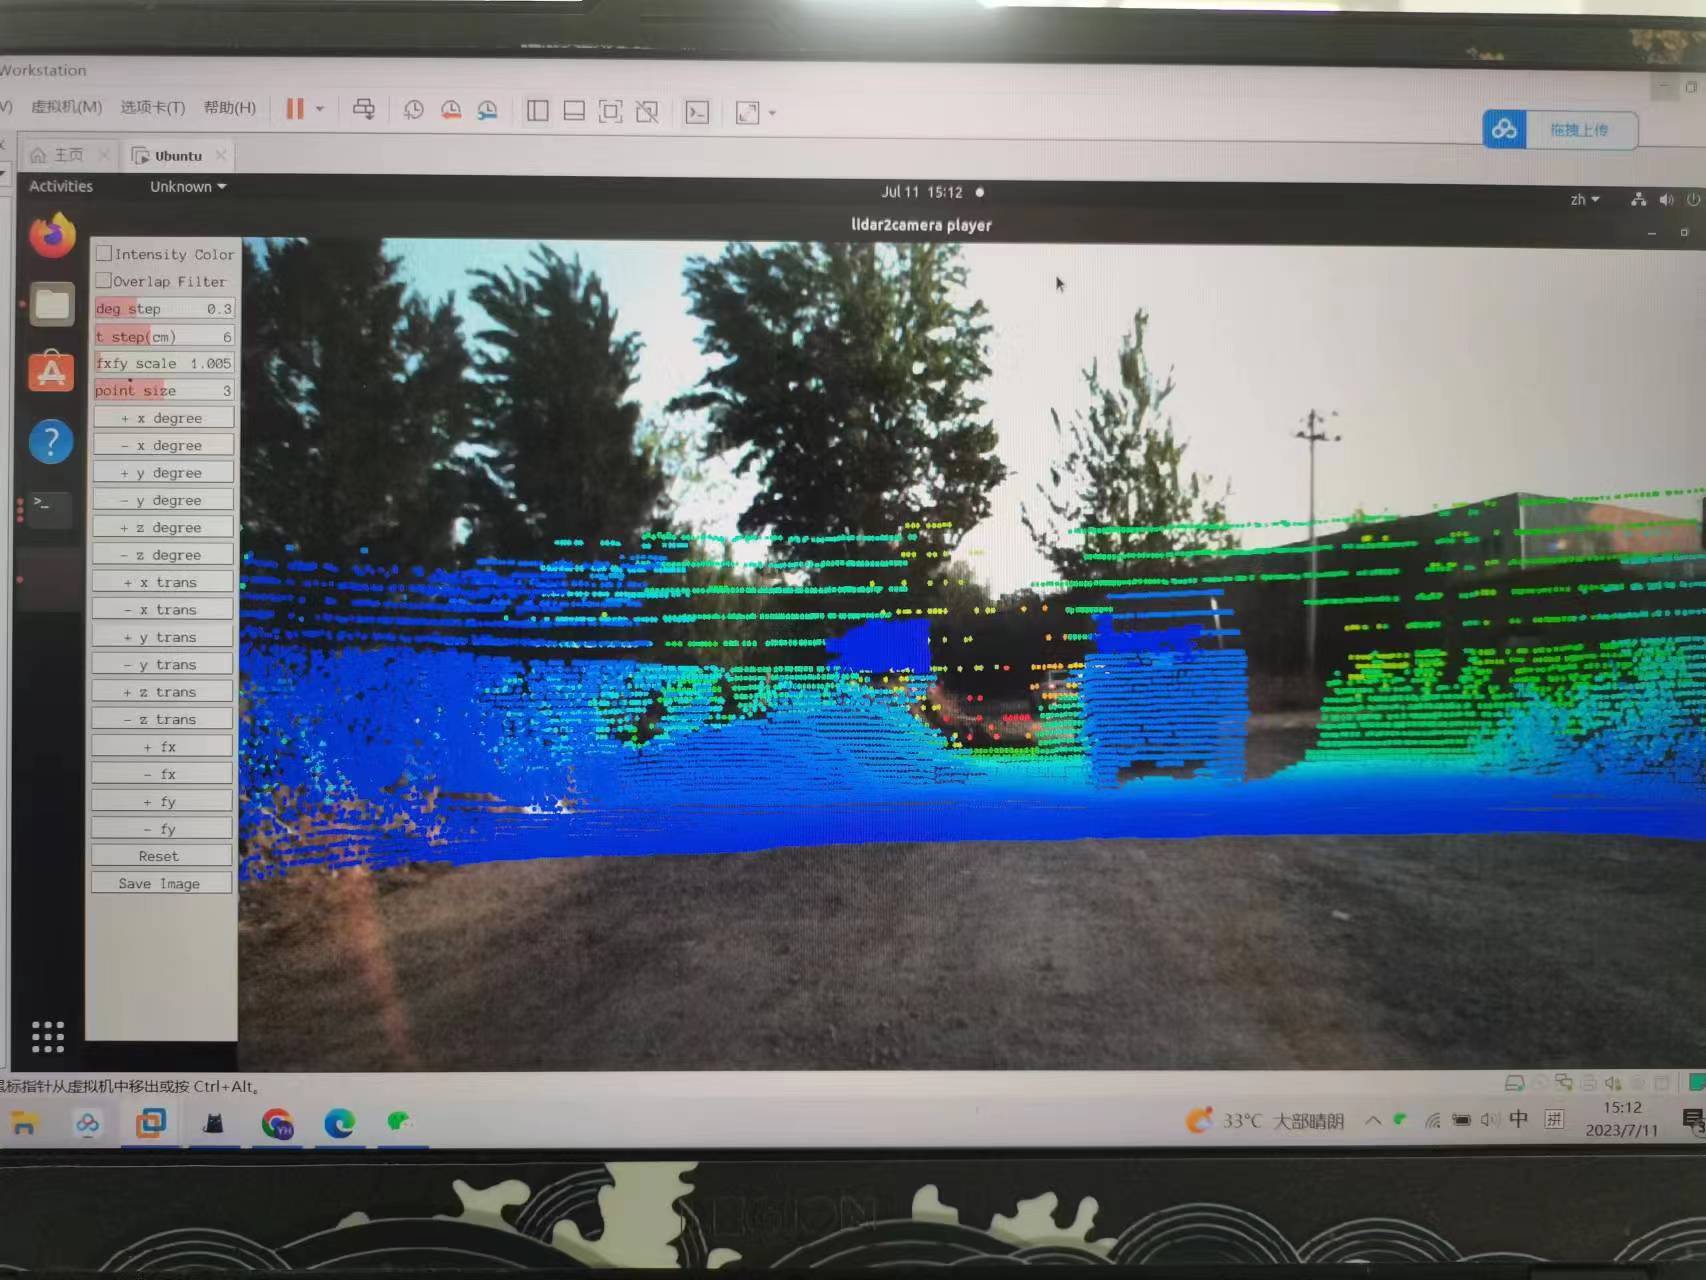 Workstation
虚拟机(M) 选项卡(T) 帮助(H)
拖拽上传
主页 Ubuntu
Activities Unknown Jul 11 15:12 zh
lidar2camera player
Intensity Color
Overlap Filter
deg step 0.3
t step(cm) 6
fxfy scale 1.005
point size 3
+ x degree
- x degree
+ y degree
- y degree
+ z degree
- z degree
+ x trans
- x trans
+ y trans
- y trans
+ z trans
- z trans
+ fx
- fx
+ fy
- fy
Reset
Save Image
鼠标指针从虚拟机中移出或按 Ctrl+Alt。
YH
33℃ 大部晴朗 中 拼 15:12
2023/7/11
LEGION